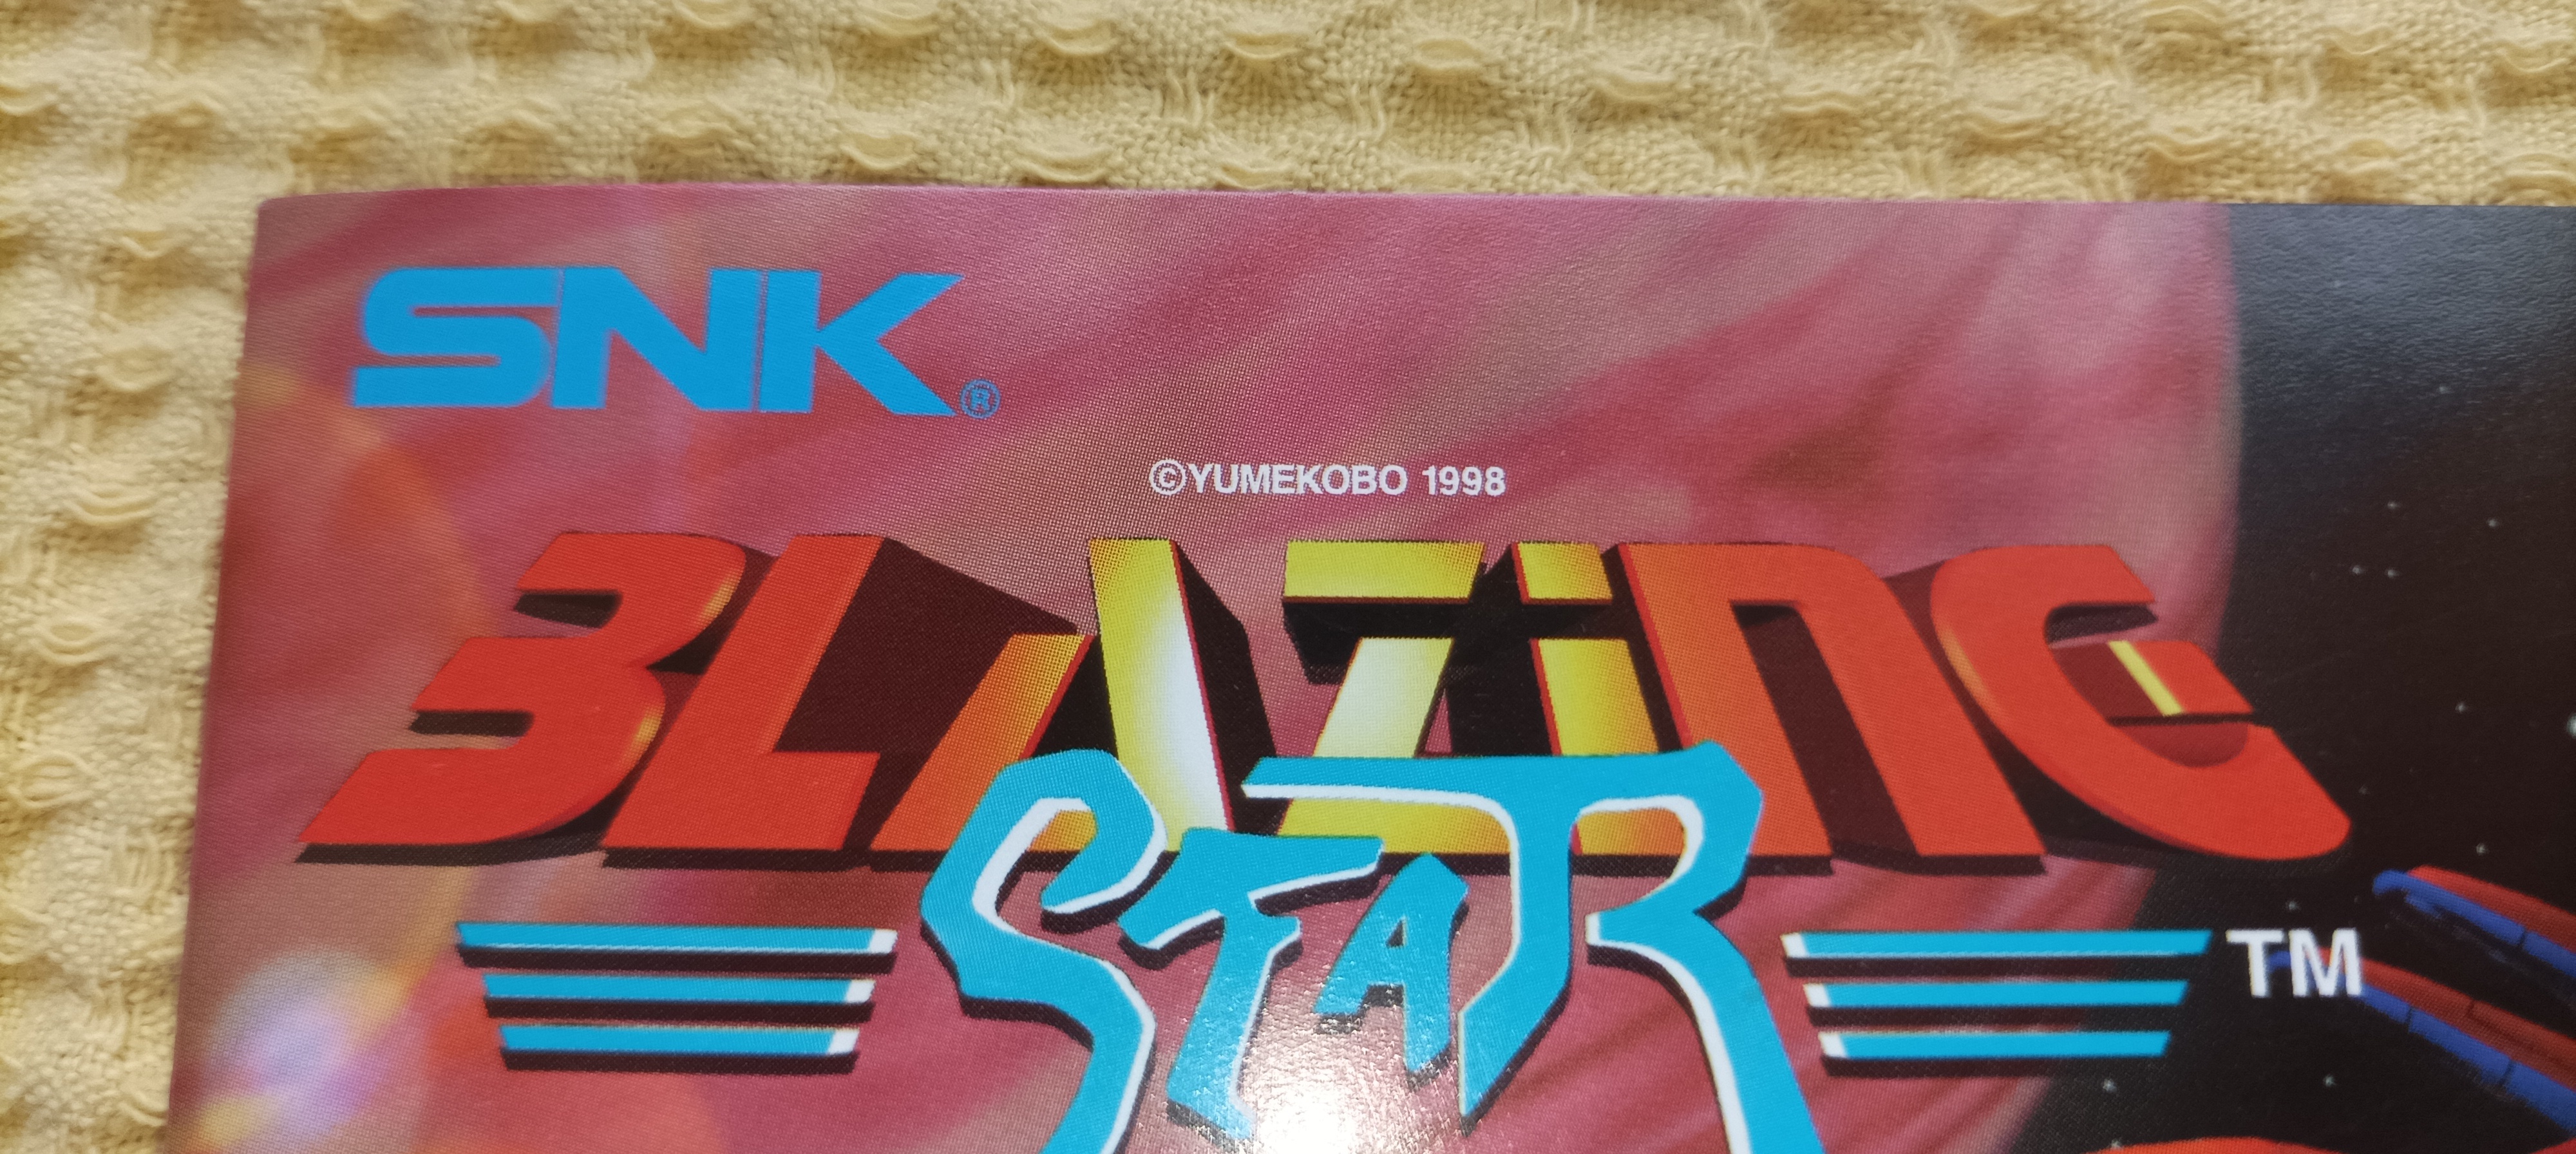 SNK®
©YUMEKOBO 1998
BLAZiNG
STAR TM